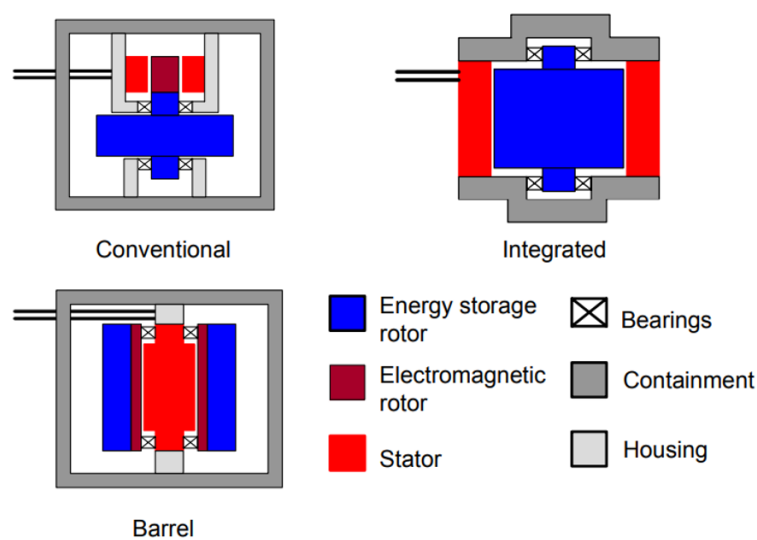 Conventional
Integrated
Energy storage
rotor
Bearings
Electromagnetic
rotor
Containment
Stator
Housing
Barrel